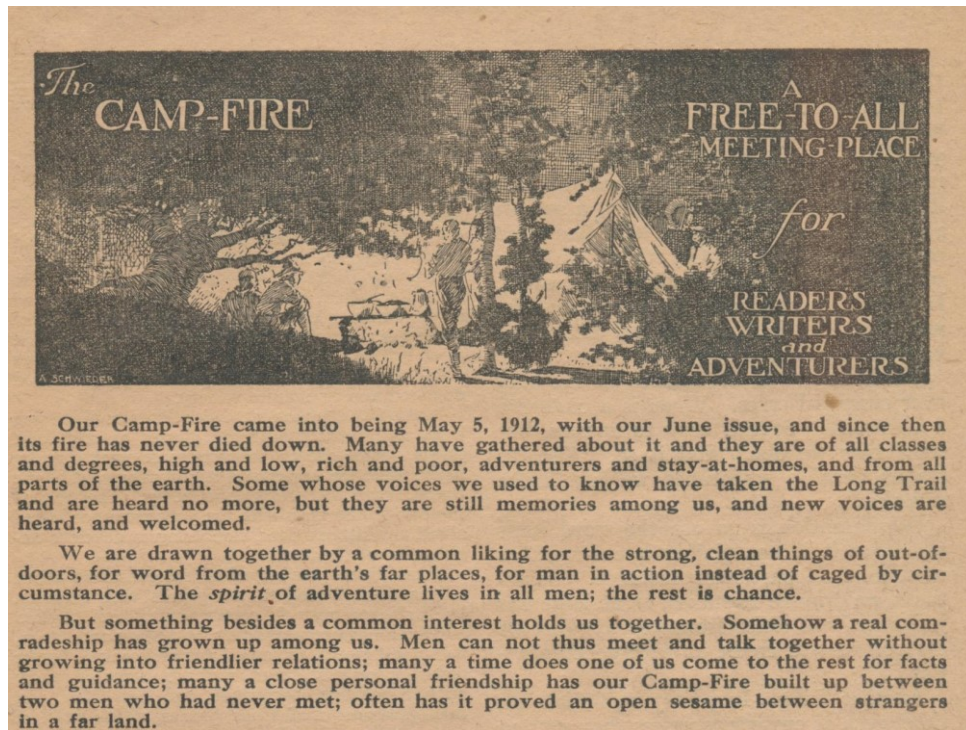 The
CAMP-FIRE
A
FREE-TO-ALL
MEETING-PLACE
for
READERS
WRITERS
and
ADVENTURERS
A SCHWIEDER
Our Camp-Fire came into being May 5, 1912, with our June issue, and since then
its fire has never died down. Many have gathered about it and they are of all classes
and degrees, high and low, rich and poor, adventurers and stay-at-homes, and from all
parts of the earth. Some whose voices we used to know have taken the Long Trail
and are heard no more, but they are still memories among us, and new voices are
heard, and welcomed.
We are drawn together by a common liking for the strong, clean things of out-of-
doors, for word from the earth's far places, for man in action instead of caged by cir-
cumstance. The spirit of adventure lives in all men; the rest is chance.
But something besides a common interest holds us together. Somehow a real com-
radeship has grown up among us. Men can not thus meet and talk together without
growing into friendlier relations; many a time does one of us come to the rest for facts
and guidance; many a close personal friendship has our Camp-Fire built up between
two men who had never met; often has it proved an open sesame between strangers
in a far land.